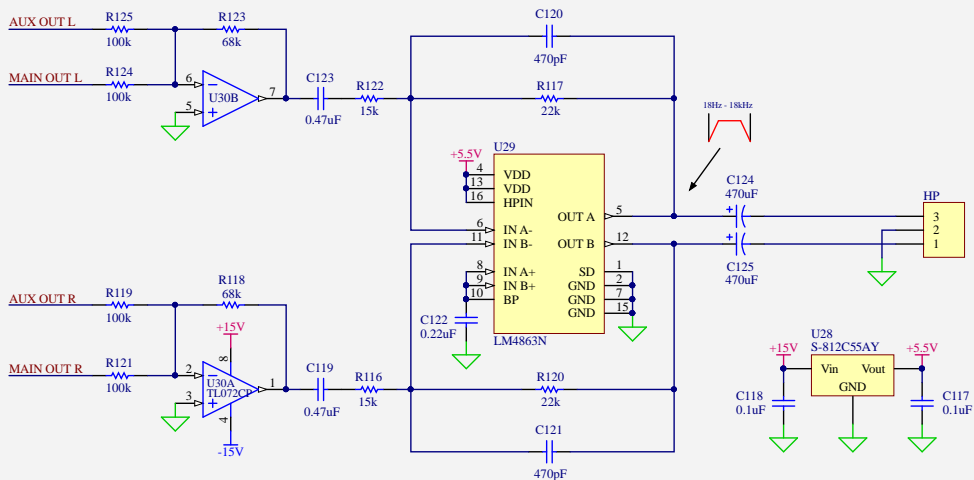 AUX OUT L
R125
100k
R123
68k
MAIN OUT L
R124
100k
6
5
U30B
7
C123
0.47uF
R122
15k
C120
470pF
R117
22k
18Hz - 18kHz
+5.5V
U29
4
VDD
13
VDD
16
HPIN
6
IN A-
11
IN B-
8
IN A+
9
IN B+
10
BP
OUT A
5
OUT B
12
SD
1
GND
2
GND
7
GND
15
LM4863N
C122
0.22uF
C124
470uF
+
+
C125
470uF
HP
3
2
1
AUX OUT R
R119
100k
R118
68k
+15V
8
MAIN OUT R
R121
100k
2
3
U30A
TL072CP
1
4
-15V
C119
0.47uF
R116
15k
R120
22k
C121
470pF
U28
S-812C55AY
+15V
Vin
Vout
GND
+5.5V
C118
0.1uF
C117
0.1uF